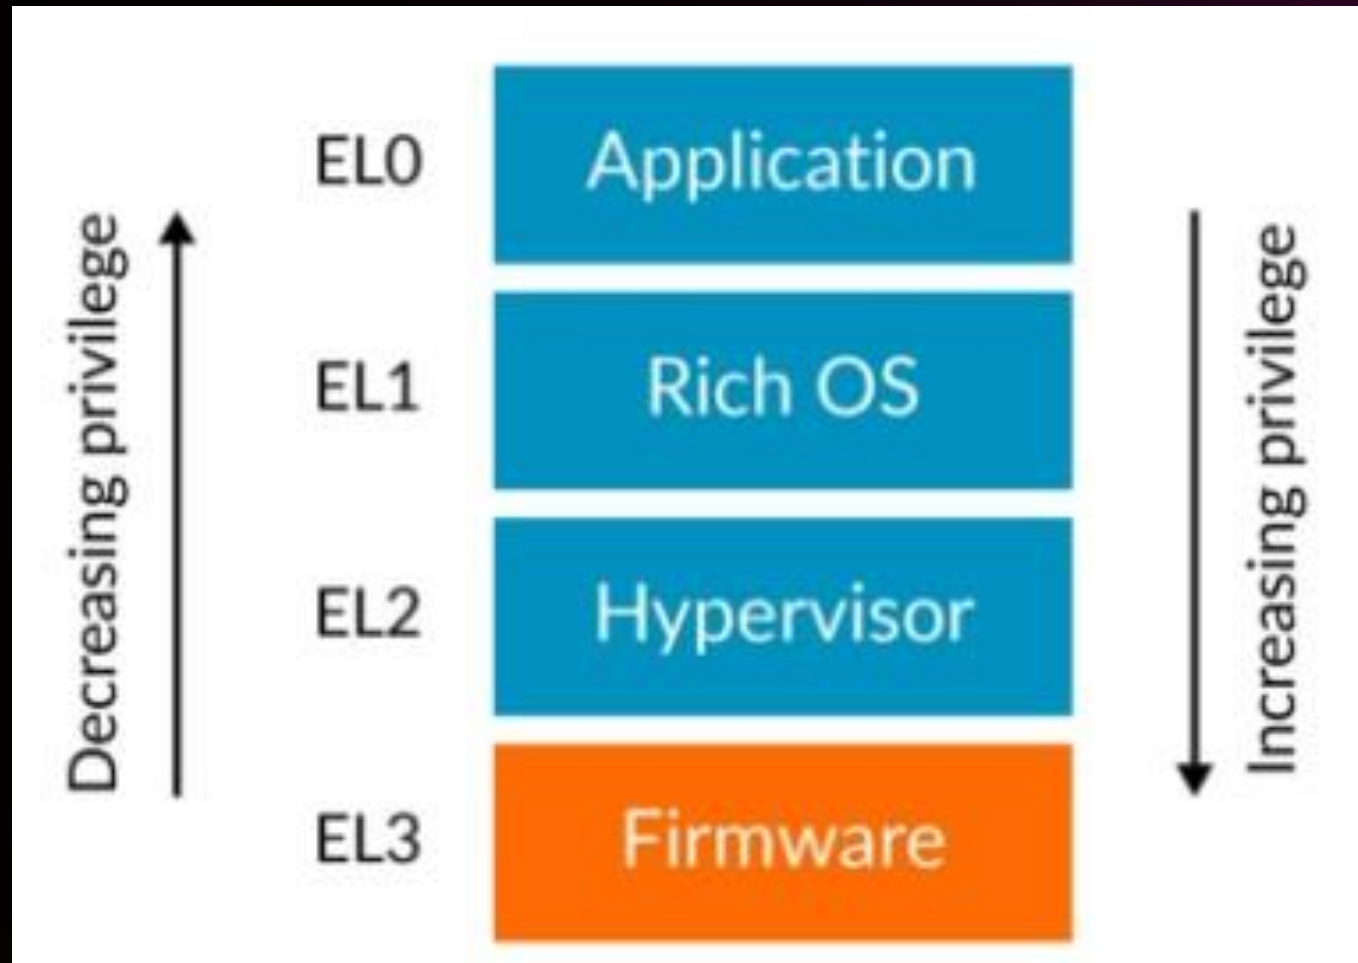 EL0
Application
EL1
Rich OS
EL2
Hypervisor
EL3
Firmware
Decreasing privilege
Increasing privilege